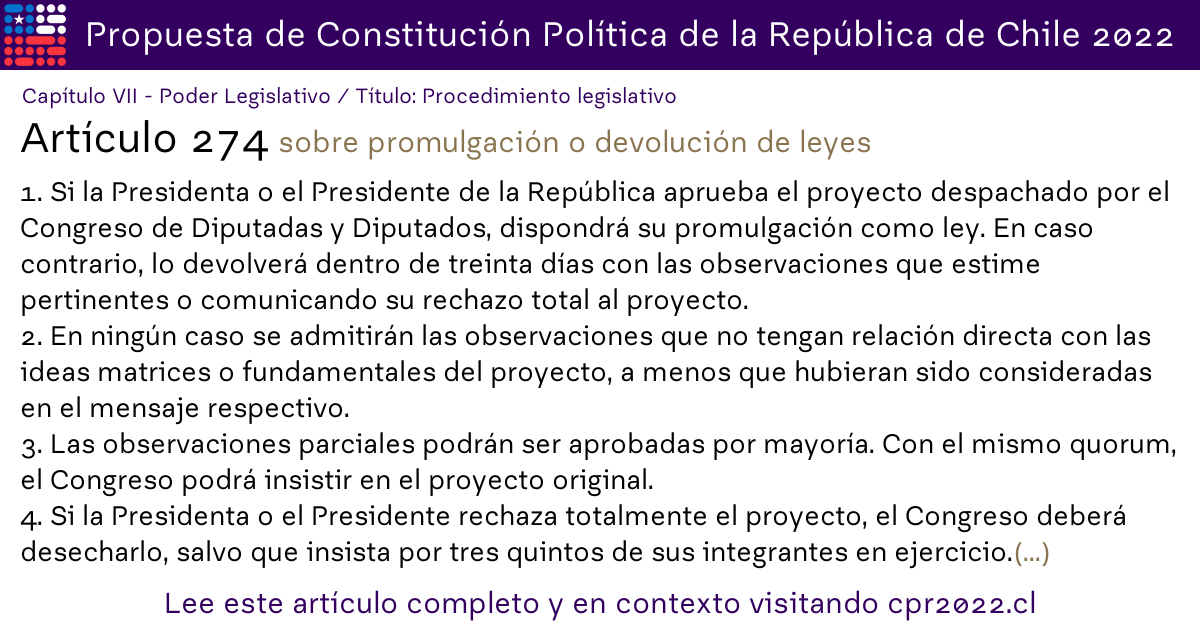 Propuesta de Constitución Política de la República de Chile 2022
Capítulo VII - Poder Legislativo / Título: Procedimiento legislativo
Artículo 274 sobre promulgación o devolución de leyes
1. Si la Presidenta o el Presidente de la República aprueba el proyecto despachado por el
Congreso de Diputadas y Diputados, dispondrá su promulgación como ley. En caso
contrario, lo devolverá dentro de treinta días con las observaciones que estime
pertinentes o comunicando su rechazo total al proyecto.
2. En ningún caso se admitirán las observaciones que no tengan relación directa con las
ideas matrices o fundamentales del proyecto, a menos que hubieran sido consideradas
en el mensaje respectivo.
3. Las observaciones parciales podrán ser aprobadas por mayoría. Con el mismo quorum,
el Congreso podrá insistir en el proyecto original.
4. Si la Presidenta o el Presidente rechaza totalmente el proyecto, el Congreso deberá
desecharlo, salvo que insista por tres quintos de sus integrantes en ejercicio.(...)
Lee este artículo completo y en contexto visitando cpr2022.cl